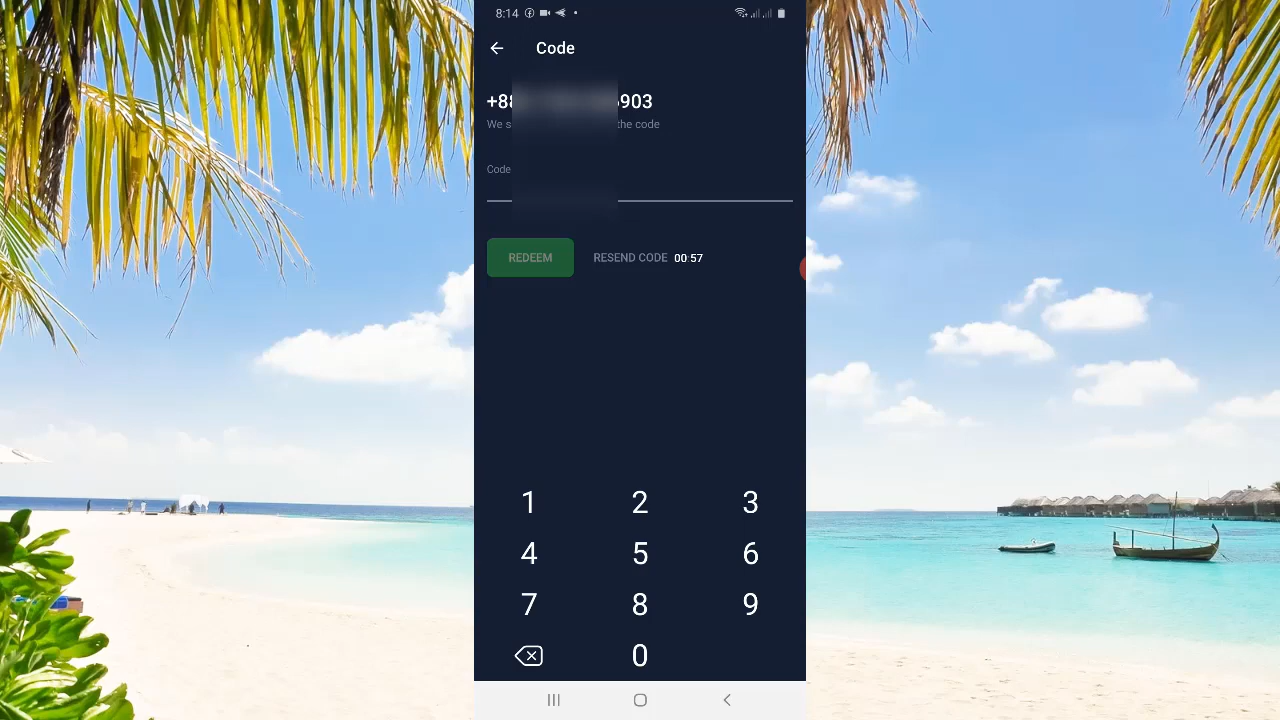 8:14
Code
+88 903
We s the code
Code
REDEEM RESEND CODE 00:57
1 2 3
4 5 6
7 8 9
0